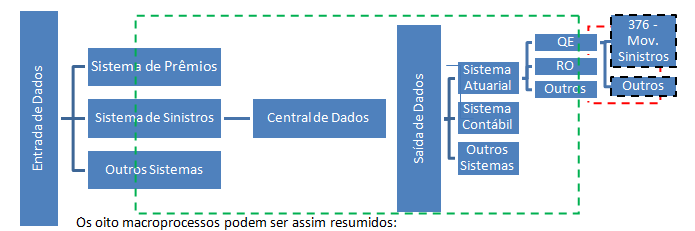 Entrada de Dados
Sistema de Prêmios
Sistema de Sinistros
Outros Sistemas
Central de Dados
Saída de Dados
Sistema
Atuarial
Sistema
Contábil
Outros
Sistemas
QE
RO
Outros
376 -
Mov.
Sinistros
Outros
Os oito macroprocessos podem ser assim resumidos: